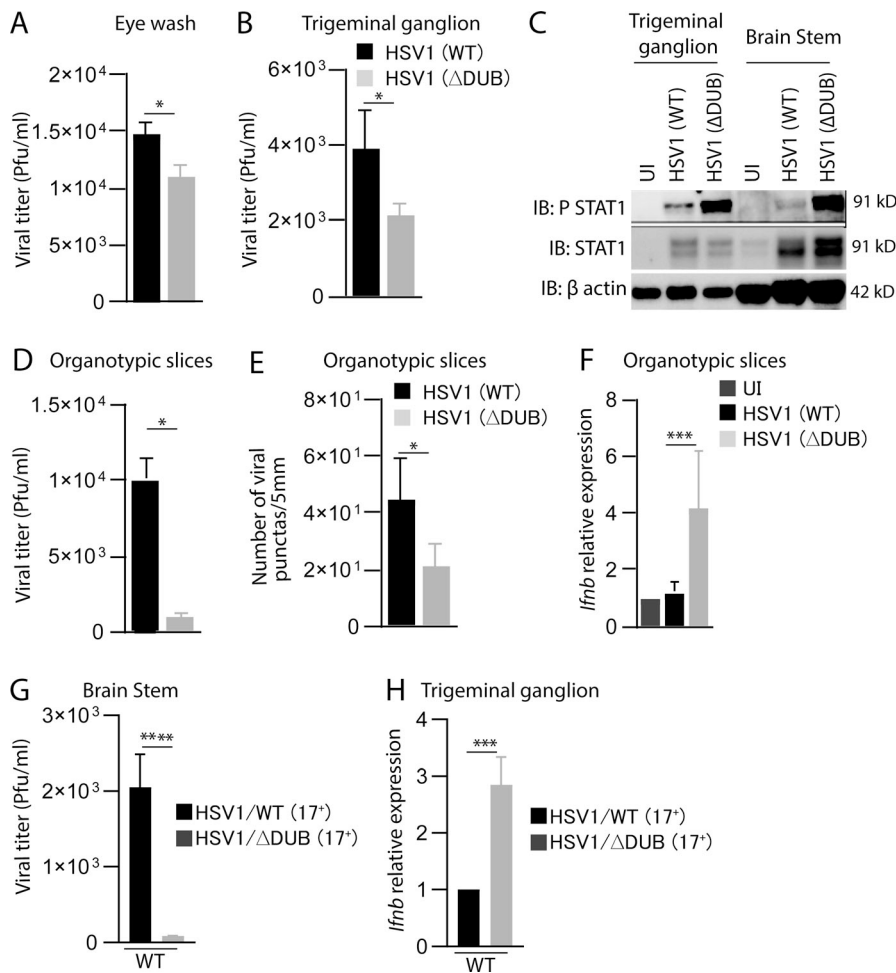 A
Eye wash
Viral titer (Pfu/ml)
2×10⁴
1.5×10⁴
1×10⁴
5×10³
0
*
B
Trigeminal ganglion
HSV1 (WT)
HSV1 (ΔDUB)
Viral titer (Pfu/ml)
6×10³
4×10³
2×10³
0
*
C
Trigeminal
ganglion
Brain Stem
UI
HSV1 (WT)
HSV1 (ΔDUB)
UI
HSV1 (WT)
HSV1 (ΔDUB)
IB: P STAT1
91 kD
IB: STAT1
91 kD
IB: β actin
42 kD
D
Organotypic slices
Viral titer (Pfu/ml)
1.5×10⁴
1×10⁴
5×10³
0
*
E
Organotypic slices
HSV1 (WT)
HSV1 (ΔDUB)
Number of viral
punctas/5mm
8×10¹
6×10¹
4×10¹
2×10¹
0
*
F
Organotypic slices
UI
HSV1 (WT)
HSV1 (ΔDUB)
Ifnb relative expression
8
6
4
2
0
***
G
Brain Stem
Viral titer (Pfu/ml)
3×10³
2×10³
1×10³
0
****
WT
HSV1/WT (17⁺)
HSV1/ΔDUB (17⁺)
H
Trigeminal ganglion
Ifnb relative expression
4
3
2
1
0
***
WT
HSV1/WT (17⁺)
HSV1/ΔDUB (17⁺)